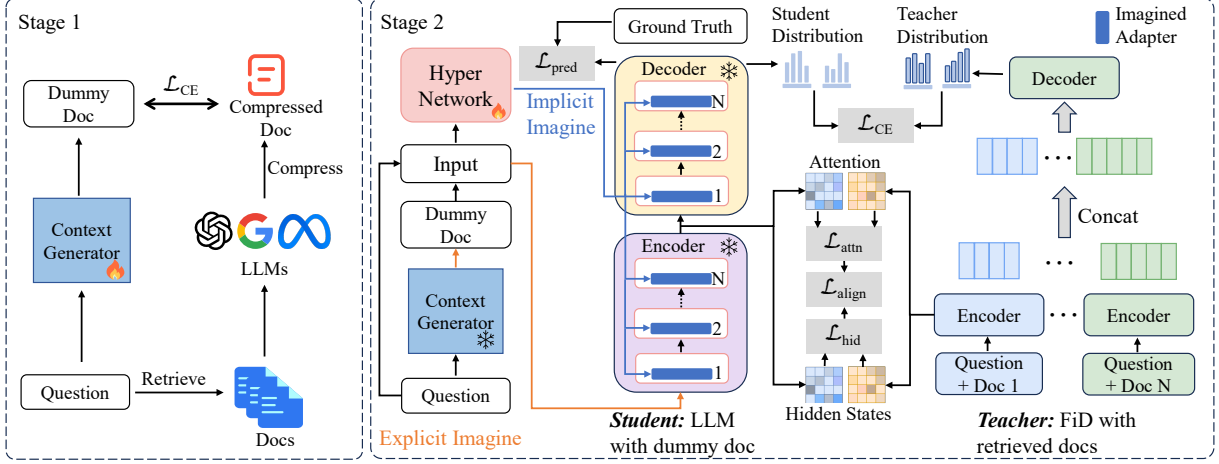 Stage 1
Dummy
Doc
ℒCE
Compressed
Doc
Compress
Context
Generator
LLMs
Question
Retrieve
Docs
Stage 2
Hyper
Network
Input
Dummy
Doc
Context
Generator
Question
Explicit Imagine
Implicit
Imagine
Ground Truth
ℒpred
Decoder
N
2
1
Encoder
N
2
1
Student: LLM
with dummy doc
Student
Distribution
Teacher
Distribution
Imagined
Adapter
ℒCE
Attention
ℒattn
ℒalign
ℒhid
Hidden States
Decoder
Concat
Encoder
Encoder
Question
+ Doc 1
Question
+ Doc N
Teacher: FiD with
retrieved docs